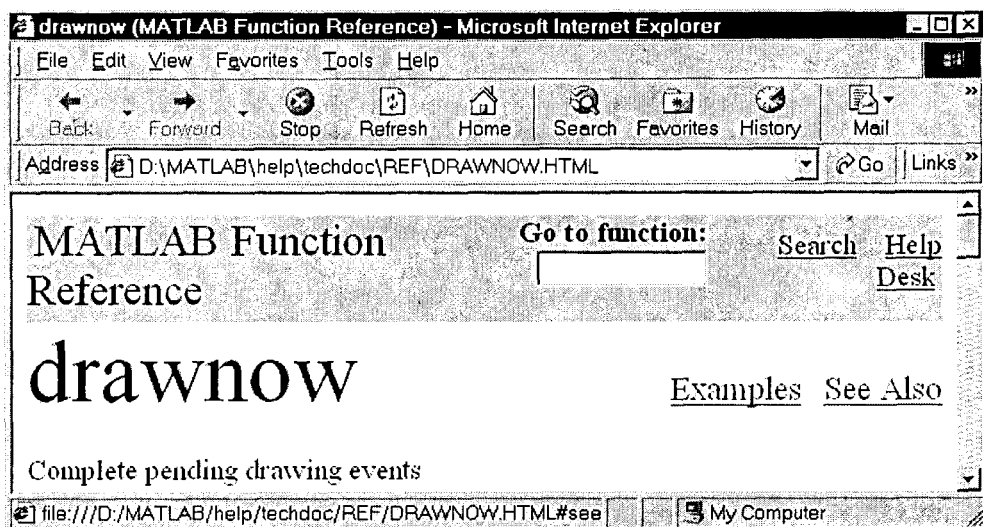 drawnow (MATLAB Function Reference) - Microsoft Internet Explorer
File Edit View Favorites Tools Help
Back Forward Stop Refresh Home Search Favorites History Mail »
Address D:\MATLAB\help\techdoc\REF\DRAWNOW.HTML Go Links »
MATLAB Function Reference
Go to function:
Search Help Desk
drawnow
Examples See Also
Complete pending drawing events
file:///D:/MATLAB/help/techdoc/REF/DRAWNOW.HTML#see My Computer